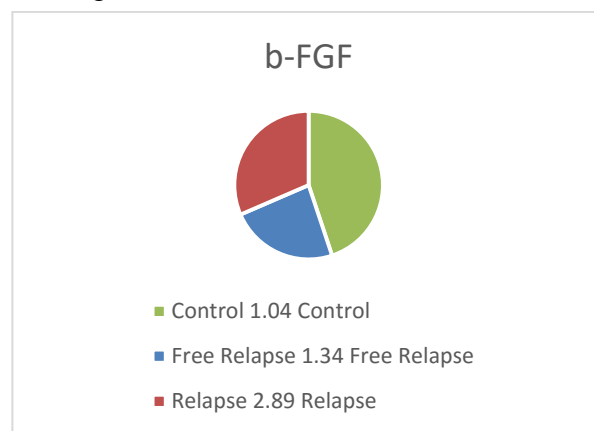 b-FGF
Control 1.04 Control
Free Relapse 1.34 Free Relapse
Relapse 2.89 Relapse